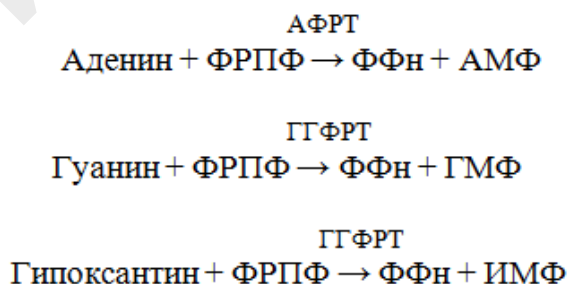 АФРТ
Аденин + ФРПФ → ФФн + АМФ
ГГФРТ
Гуанин + ФРПФ → ФФн + ГМФ
ГГФРТ
Гипоксантин + ФРПФ → ФФн + ИМФ